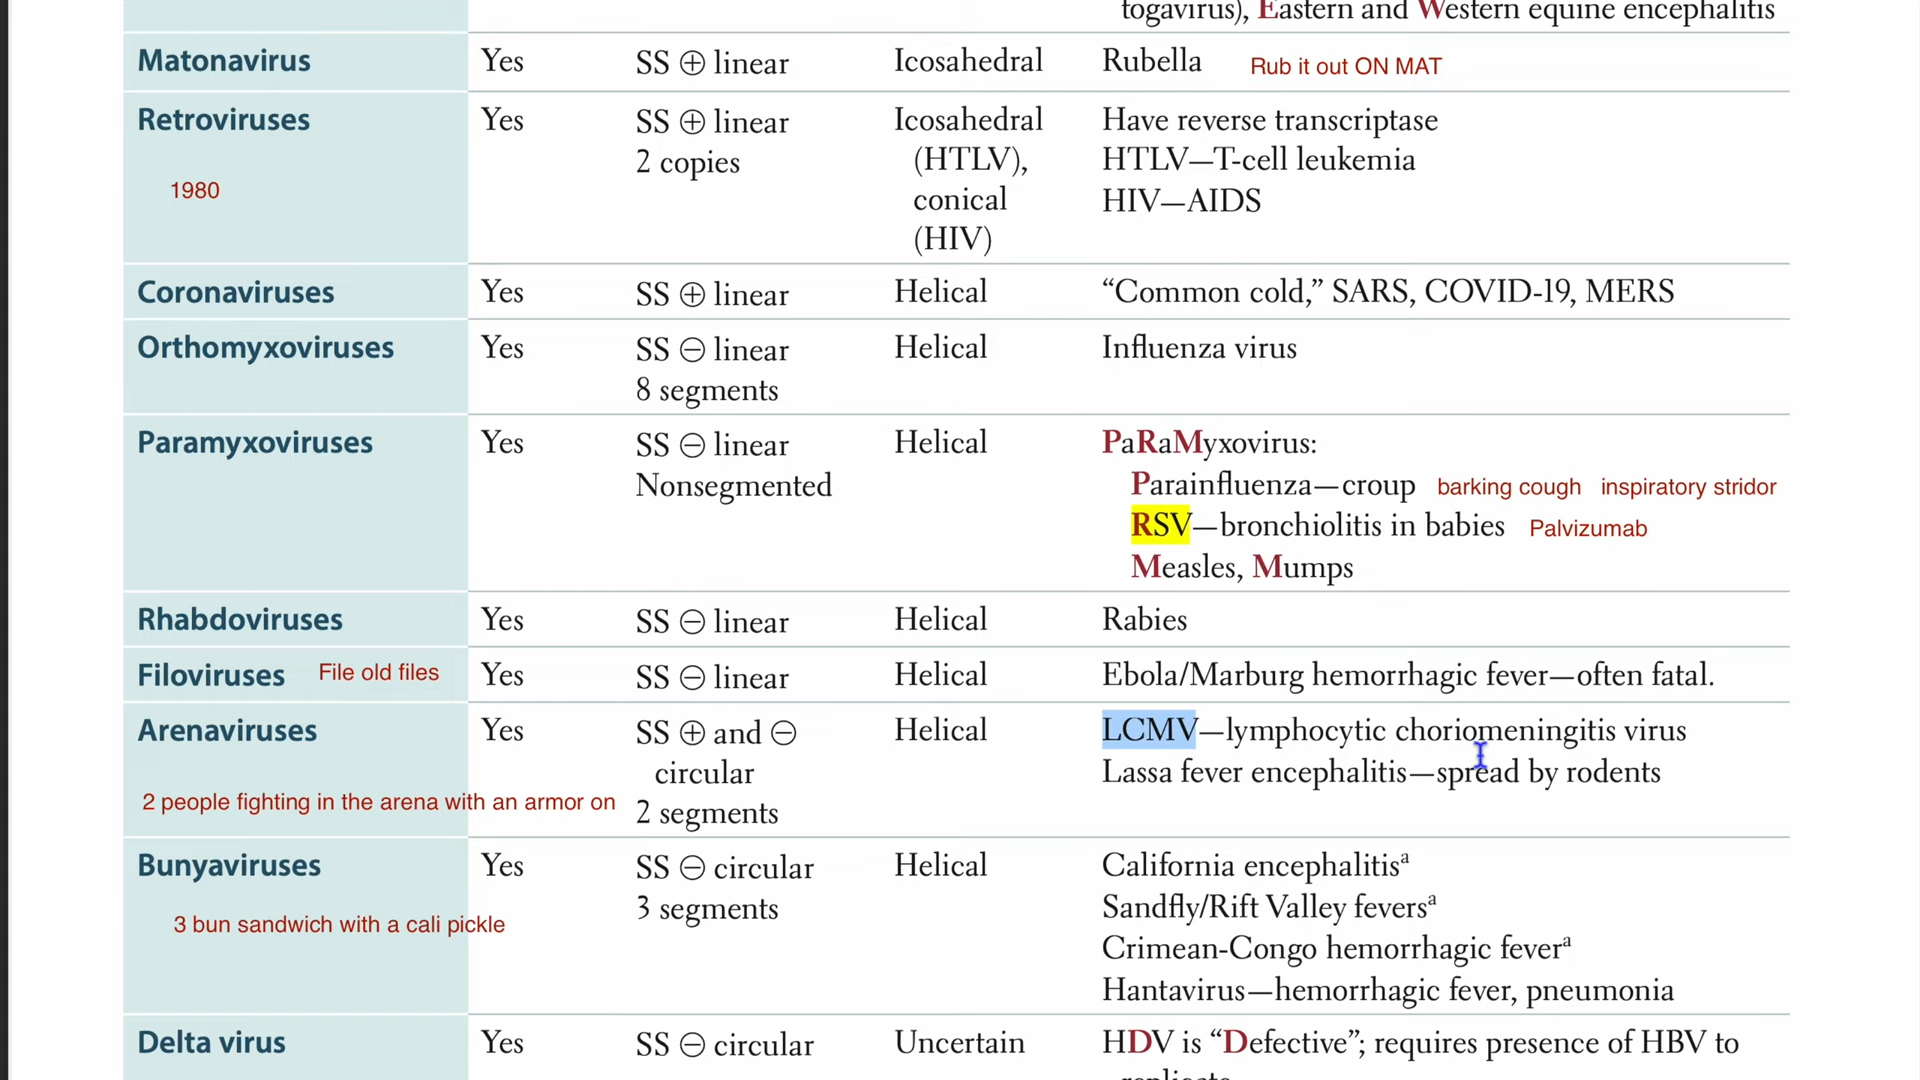 togavirus), Eastern and Western equine encephalitis
Matonavirus Yes SS ⊕ linear Icosahedral Rubella Rub it out ON MAT
Retroviruses Yes SS ⊕ linear Icosahedral Have reverse transcriptase
2 copies (HTLV), HTLV—T-cell leukemia
1980 conical HIV—AIDS
(HIV)
Coronaviruses Yes SS ⊕ linear Helical “Common cold,” SARS, COVID-19, MERS
Orthomyxoviruses Yes SS ⊖ linear Helical Influenza virus
8 segments
Paramyxoviruses Yes SS ⊖ linear Helical PaRaMyxovirus:
Nonsegmented Parainfluenza—croup barking cough inspiratory stridor
RSV—bronchiolitis in babies Palvizumab
Measles, Mumps
Rhabdoviruses Yes SS ⊖ linear Helical Rabies
Filoviruses File old files Yes SS ⊖ linear Helical Ebola/Marburg hemorrhagic fever—often fatal.
Arenaviruses Yes SS ⊕ and ⊖ Helical LCMV—lymphocytic choriomeningitis virus
circular Lassa fever encephalitis—spread by rodents
2 people fighting in the arena with an armor on 2 segments
Bunyaviruses Yes SS ⊖ circular Helical California encephalitisᵃ
3 segments Sandfly/Rift Valley feversᵃ
3 bun sandwich with a cali pickle Crimean-Congo hemorrhagic feverᵃ
Hantavirus—hemorrhagic fever, pneumonia
Delta virus Yes SS ⊖ circular Uncertain HDV is “Defective”; requires presence of HBV to